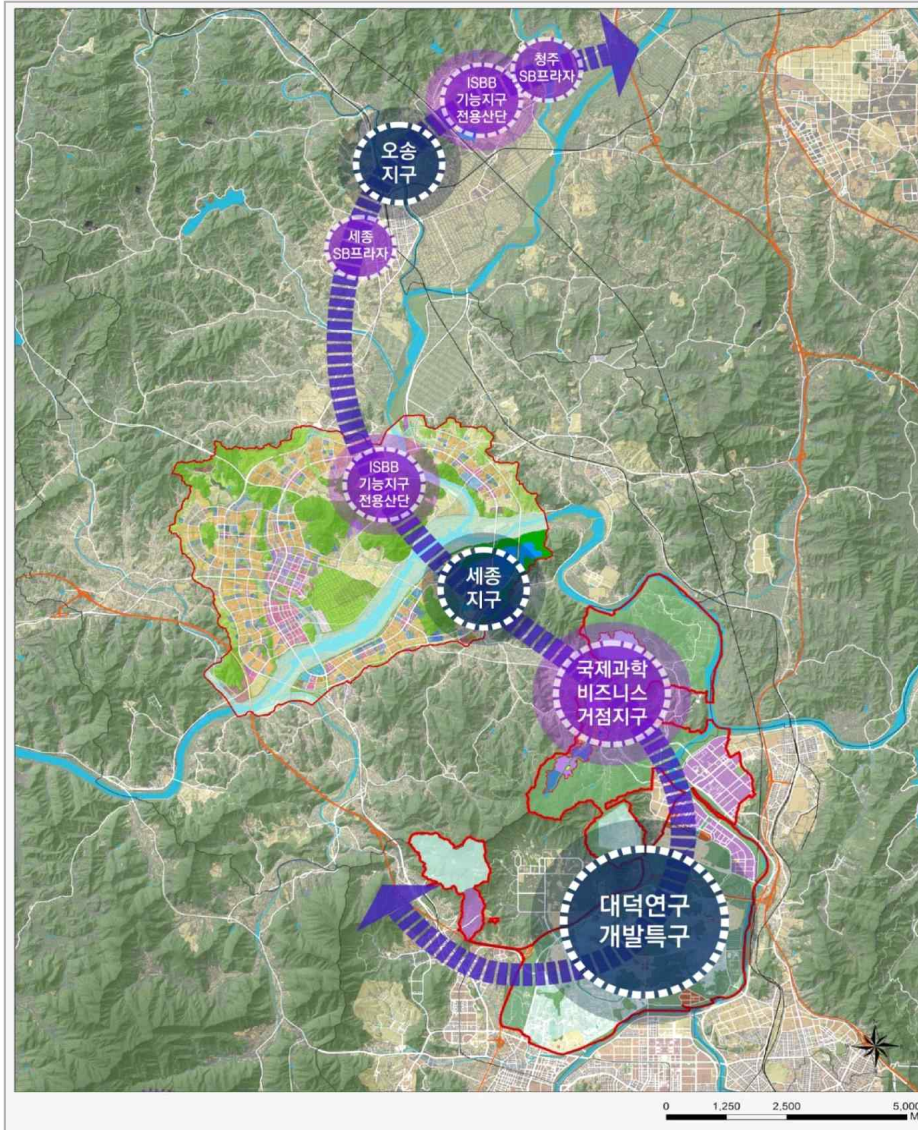 청주
SB프라자
ISBB
기능지구
전용산단
오송
지구
세종
SB프라자
ISBB
기능지구
전용산단
세종
지구
국제과학
비즈니스
거점지구
대덕연구
개발특구
0 1,250 2,500 5,000
M